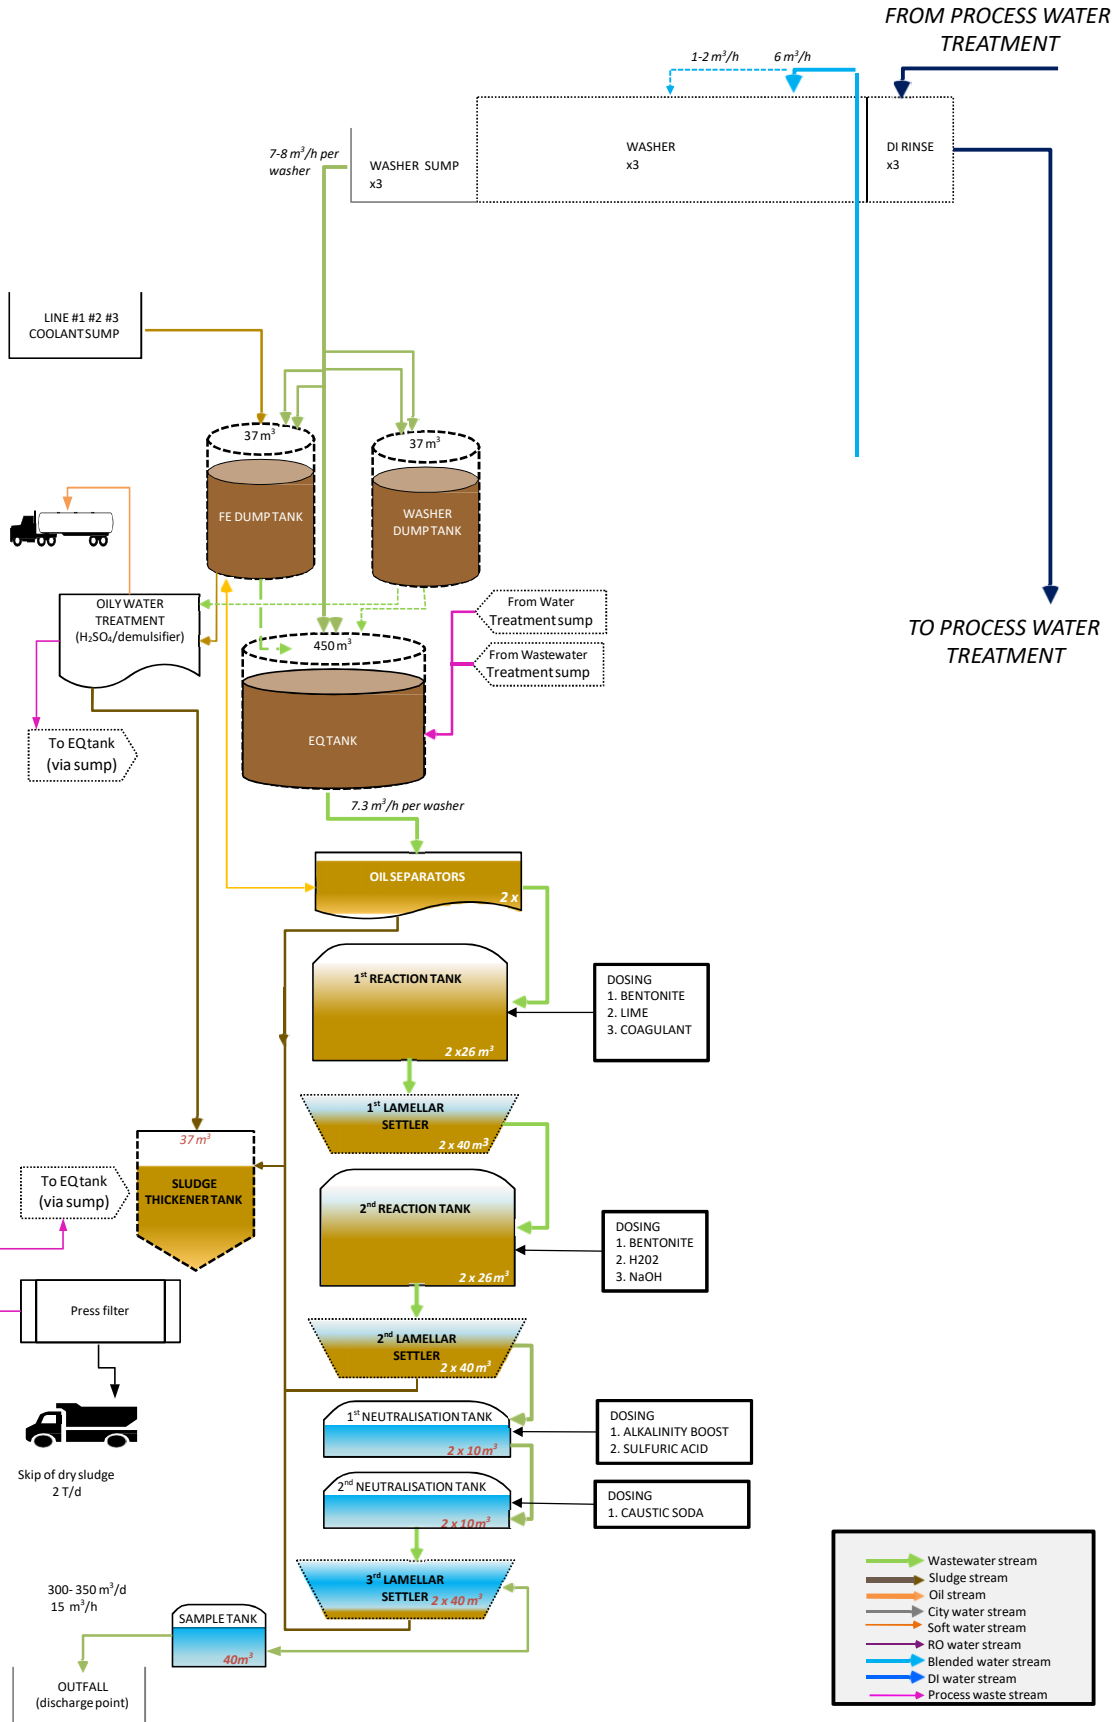 FROM PROCESS WATER
TREATMENT
1-2 m³/h
6 m³/h
7-8 m³/h per
washer
WASHER SUMP
x3
WASHER
x3
DI RINSE
x3
LINE #1 #2 #3
COOLANT SUMP
37 m³
37 m³
FE DUMP TANK
WASHER
DUMP TANK
OILY WATER
TREATMENT
(H₂SO₄/demulsifier)
From Water
Treatment sump
450 m³
From Wastewater
Treatment sump
TO PROCESS WATER
TREATMENT
To EQ tank
(via sump)
EQ TANK
7.3 m³/h per washer
OIL SEPARATORS
2 x
1st REACTION TANK
2 x26 m³
DOSING
1. BENTONITE
2. LIME
3. COAGULANT
1st LAMELLAR
SETTLER
2 x 40 m³
37 m³
To EQ tank
(via sump)
SLUDGE
THICKENER TANK
2nd REACTION TANK
2 x 26 m³
DOSING
1. BENTONITE
2. H202
3. NaOH
Press filter
2nd LAMELLAR
SETTLER
2 x 40 m³
1st NEUTRALISATION TANK
2 x 10 m³
DOSING
1. ALKALINITY BOOST
2. SULFURIC ACID
Skip of dry sludge
2 T/d
2nd NEUTRALISATION TANK
2 x 10 m³
DOSING
1. CAUSTIC SODA
3rd LAMELLAR
SETTLER
2 x 40 m³
300- 350 m³/d
15 m³/h
SAMPLE TANK
40m³
OUTFALL
(discharge point)
Wastewater stream
Sludge stream
Oil stream
City water stream
Soft water stream
RO water stream
Blended water stream
DI water stream
Process waste stream